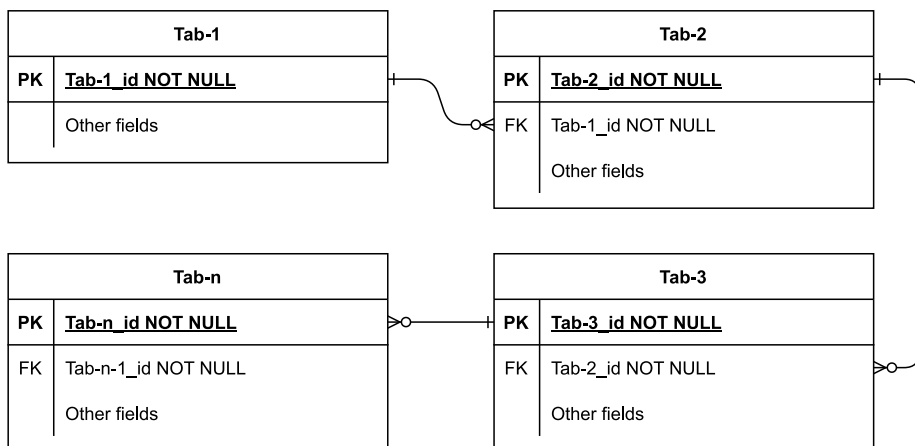 Tab-1
PK Tab-1_id NOT NULL
Other fields
Tab-2
PK Tab-2_id NOT NULL
FK Tab-1_id NOT NULL
Other fields
Tab-n
PK Tab-n_id NOT NULL
FK Tab-n-1_id NOT NULL
Other fields
Tab-3
PK Tab-3_id NOT NULL
FK Tab-2_id NOT NULL
Other fields